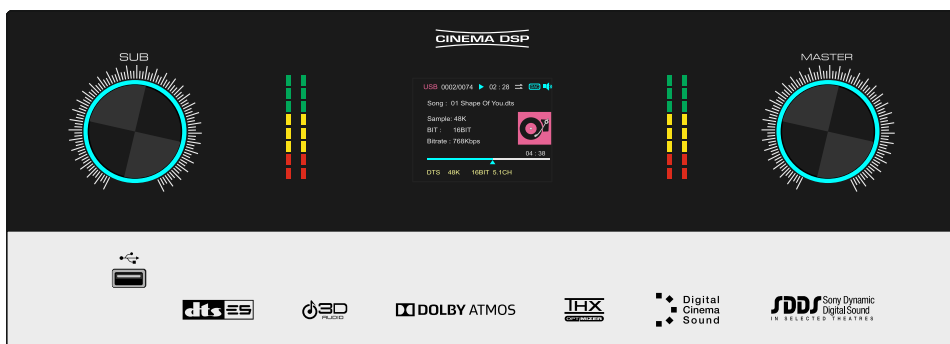 CINEMA DSP
SUB
MASTER
USB 0002/0074 02 : 28
Song : 01 Shape Of You.dts
Sample: 48K
BIT : 16BIT
Bitrate : 768Kbps
04 : 38
DTS 48K 16BIT 5.1CH
dts ES
3D
AUDIO
DOLBY ATMOS
THX
OPTIMIZER
Digital
Cinema
Sound
SDDS Sony Dynamic
Digital Sound
IN SELECTED THEATRES